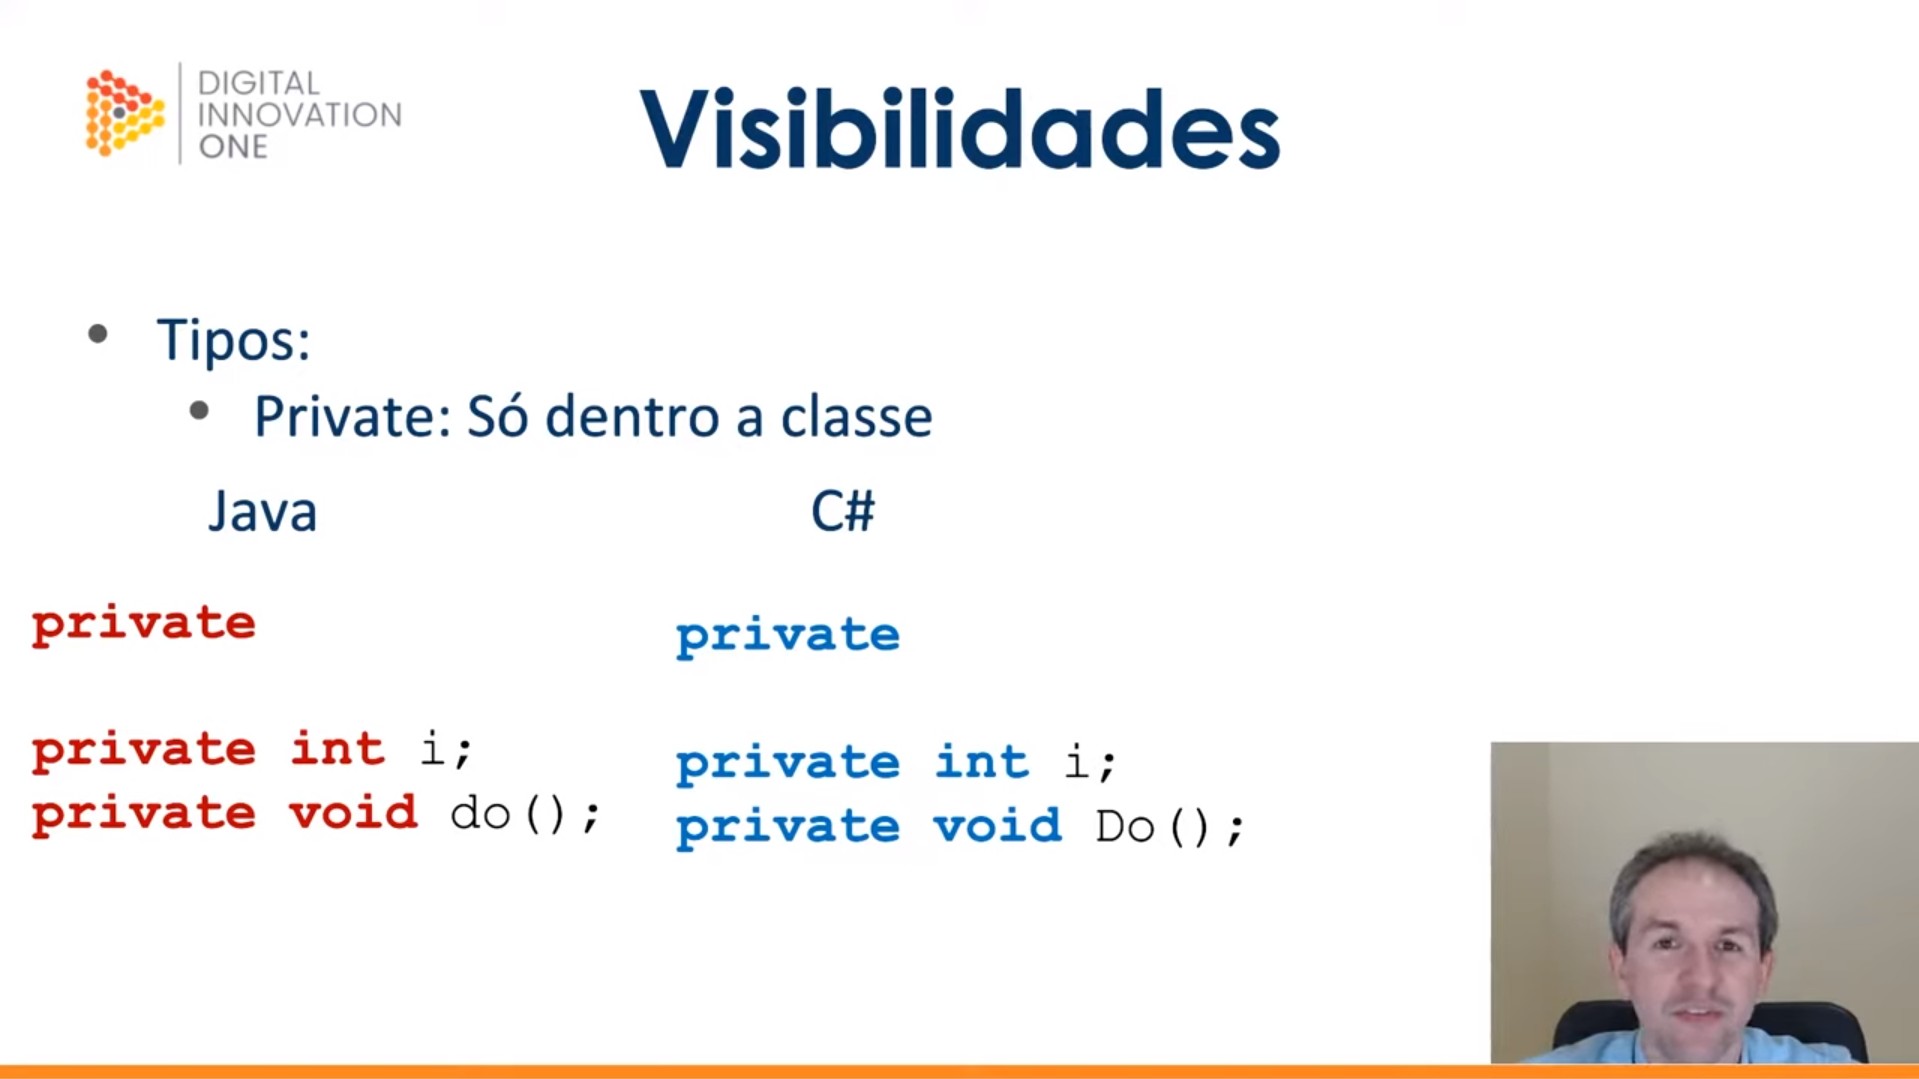 DIGITAL
INNOVATION
ONE
Visibilidades
• Tipos:
• Private: Só dentro a classe
Java
C#
private
private int i;
private void do();
private
private int i;
private void Do();